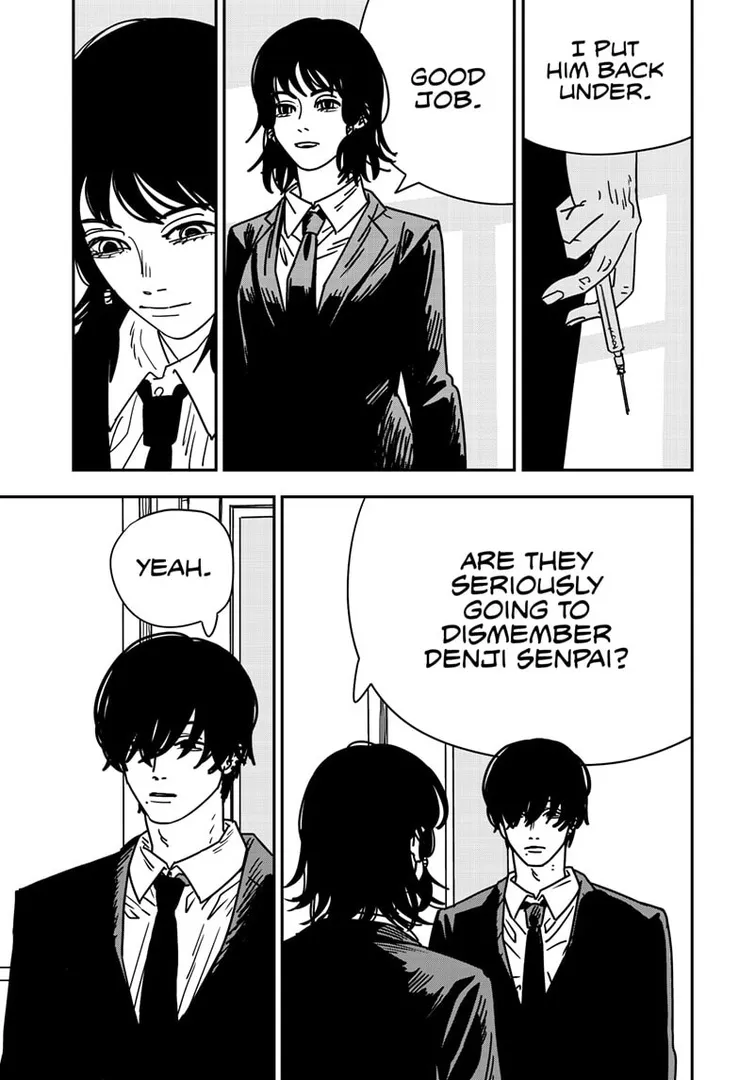 I PUT
HIM BACK
UNDER.
GOOD
JOB.
ARE THEY
SERIOUSLY
GOING TO
DISMEMBER
DENJI SENPAI?
YEAH.